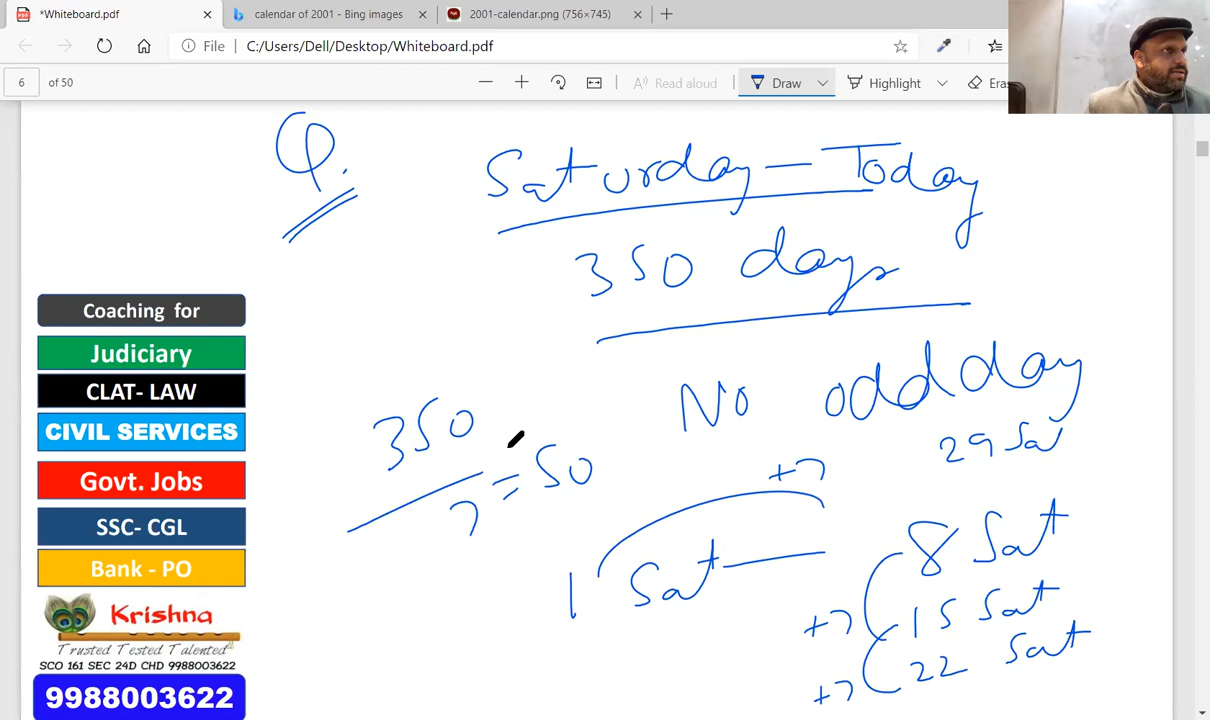 *Whiteboard.pdf
calendar of 2001 - Bing images
2001-calendar.png (756×745)
File
C:/Users/Dell/Desktop/Whiteboard.pdf
6
of 50
Read aloud
Draw
Highlight
Eras
Q.
Saturday - Today
350 days
No odd day
350
/7 = 50
29 Sat
+7
1 Sat — 8 Sat
+7
15 Sat
+7
22 Sat
Coaching for
Judiciary
CLAT- LAW
CIVIL SERVICES
Govt. Jobs
SSC- CGL
Bank - PO
Krishna
Trusted Tested Talented
SCO 161 SEC 24D CHD 9988003622
9988003622